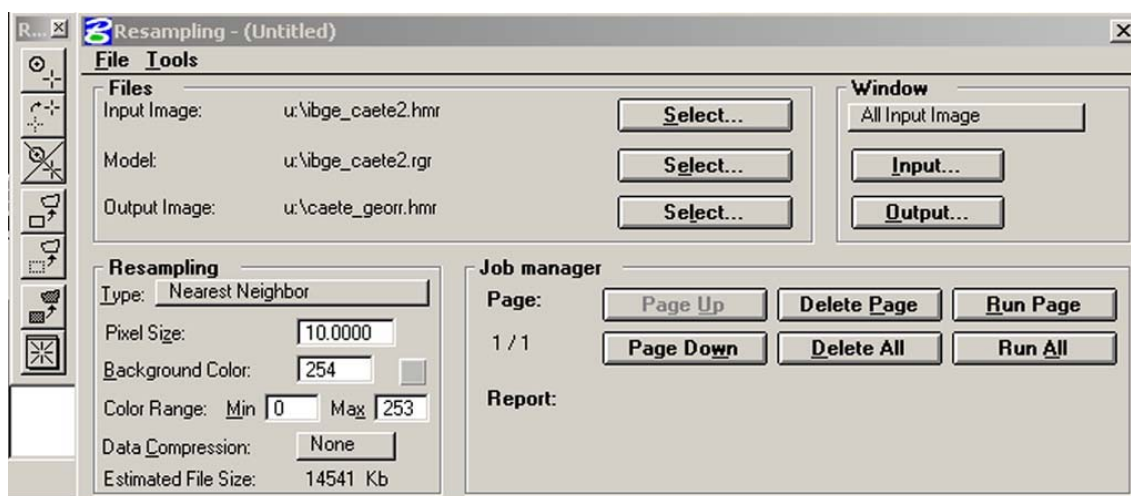 R...
Resampling - (Untitled)
File Tools
Files
Input Image: u:\ibge_caete2.hmr Select...
Model: u:\ibge_caete2.rgr Select...
Output Image: u:\caete_georr.hmr Select...
Window
All Input Image
Input...
Output...
Resampling
Type: Nearest Neighbor
Pixel Size: 10.0000
Background Color: 254
Color Range: Min 0 Max 253
Data Compression: None
Estimated File Size: 14541 Kb
Job manager
Page: Page Up Delete Page Run Page
1 / 1 Page Down Delete All Run All
Report: